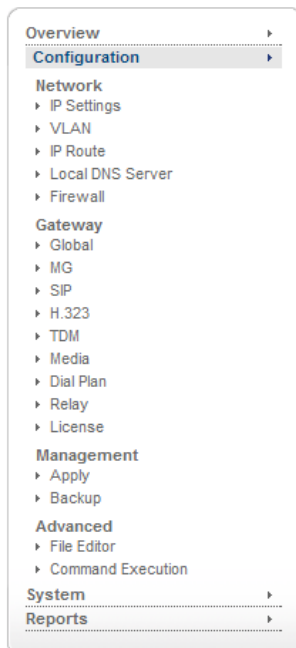 Overview
Configuration
Network
IP Settings
VLAN
IP Route
Local DNS Server
Firewall
Gateway
Global
MG
SIP
H.323
TDM
Media
Dial Plan
Relay
License
Management
Apply
Backup
Advanced
File Editor
Command Execution
System
Reports